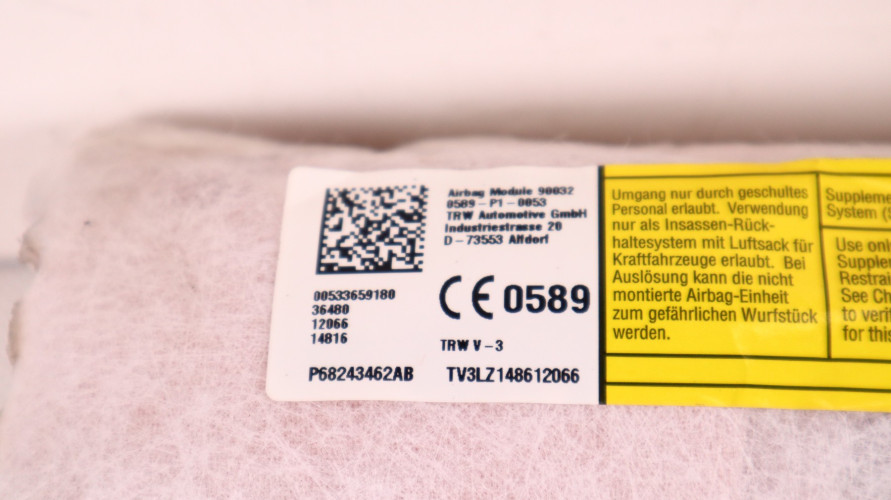 Airbag Module 90032
0589-P1-0053
TRW Automotive GmbH
Industriestrasse 20
D-73553 Alfdorf
00533659180
36480
12066
14816
CE 0589
TRW V-3
P68243462AB
TV3LZ148612066
Umgang nur durch geschultes
Personal erlaubt. Verwendung
nur als Insassen-Rück-
haltesystem mit Luftsack für
Kraftfahrzeuge erlaubt. Bei
Auslösung kann die nicht
montierte Airbag-Einheit
zum gefährlichen Wurfstück
werden.
Suppleme
System (
Use onl
Supplem
Restrai
See Ch
to verif
for this